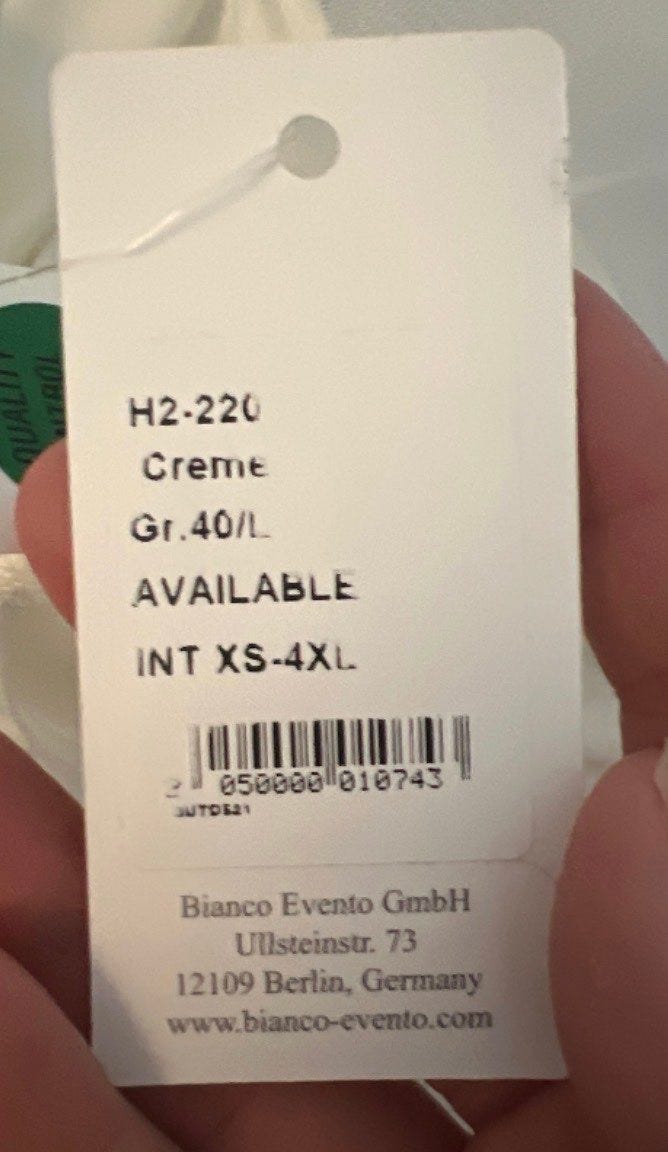 H2-220
Creme
Gr.40/L
AVAILABLE
INT XS-4XL
2 050000 010743
Bianco Evento GmbH
Ullsteinstr. 73
12109 Berlin, Germany
www.bianco-evento.com
QUALITY